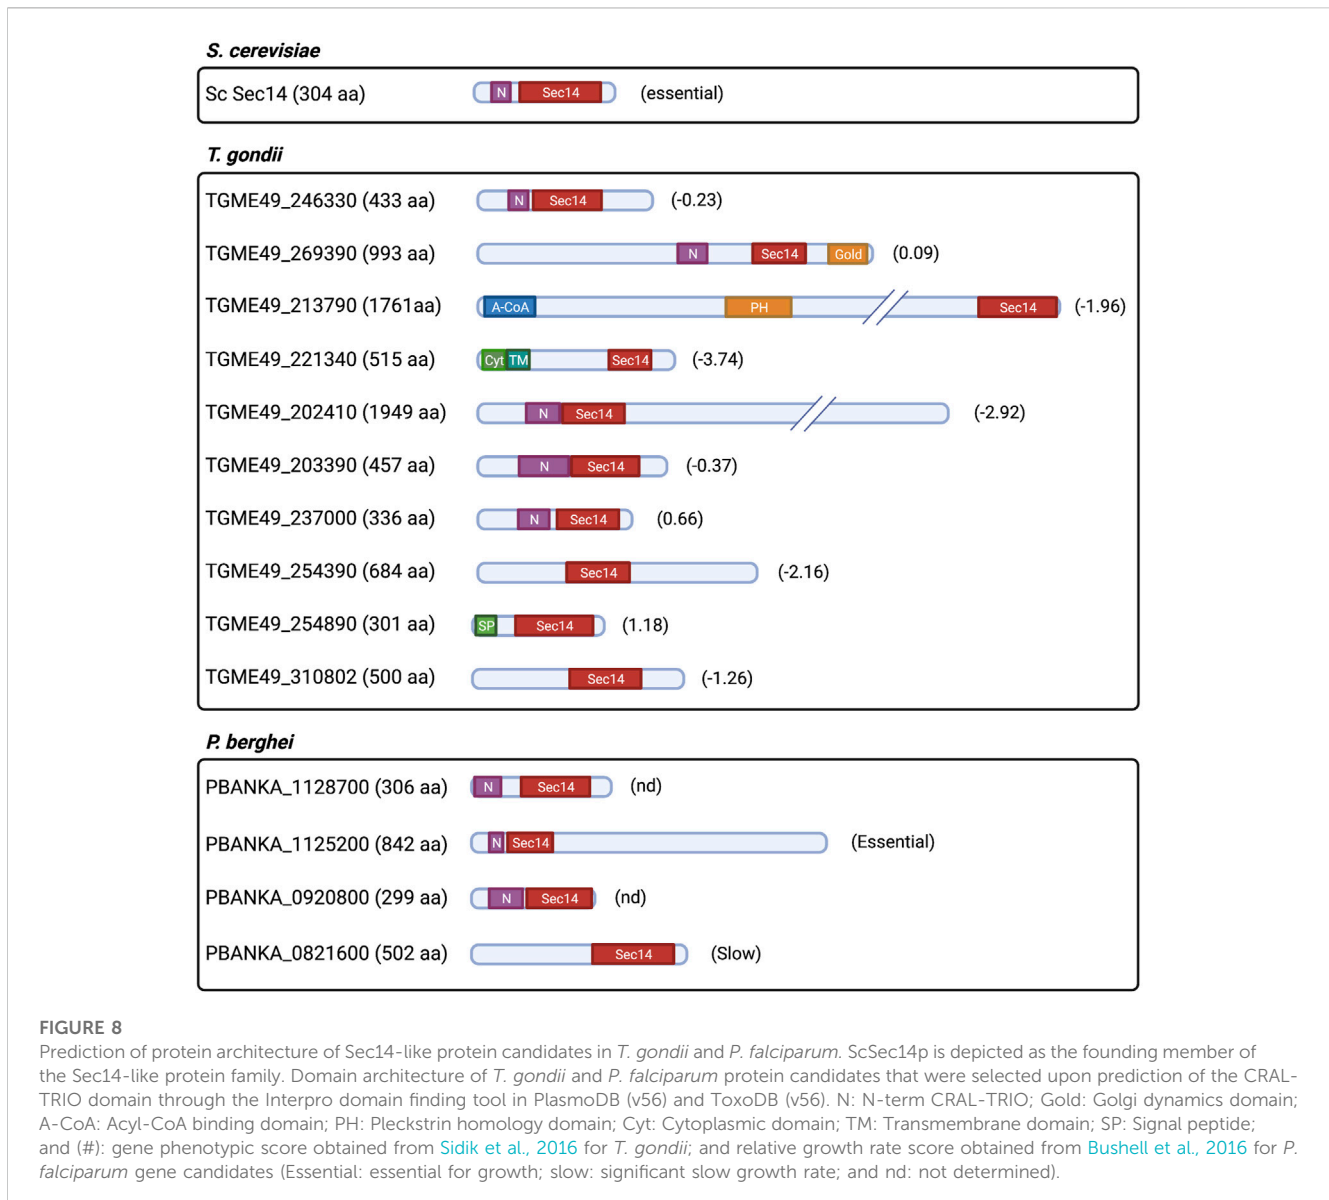 S. cerevisiae
Sc Sec14 (304 aa) N Sec14 (essential)
T. gondii
TGME49_246330 (433 aa) N Sec14 (-0.23)
TGME49_269390 (993 aa) N Sec14 Gold (0.09)
TGME49_213790 (1761aa) A-CoA PH Sec14 (-1.96)
TGME49_221340 (515 aa) Cyt TM Sec14 (-3.74)
TGME49_202410 (1949 aa) N Sec14 (-2.92)
TGME49_203390 (457 aa) N Sec14 (-0.37)
TGME49_237000 (336 aa) N Sec14 (0.66)
TGME49_254390 (684 aa) Sec14 (-2.16)
TGME49_254890 (301 aa) SP Sec14 (1.18)
TGME49_310802 (500 aa) Sec14 (-1.26)
P. berghei
PBANKA_1128700 (306 aa) N Sec14 (nd)
PBANKA_1125200 (842 aa) N Sec14 (Essential)
PBANKA_0920800 (299 aa) N Sec14 (nd)
PBANKA_0821600 (502 aa) Sec14 (Slow)
FIGURE 8
Prediction of protein architecture of Sec14-like protein candidates in T. gondii and P. falciparum. ScSec14p is depicted as the founding member of
the Sec14-like protein family. Domain architecture of T. gondii and P. falciparum protein candidates that were selected upon prediction of the CRAL-
TRIO domain through the Interpro domain finding tool in PlasmoDB (v56) and ToxoDB (v56). N: N-term CRAL-TRIO; Gold: Golgi dynamics domain;
A-CoA: Acyl-CoA binding domain; PH: Pleckstrin homology domain; Cyt: Cytoplasmic domain; TM: Transmembrane domain; SP: Signal peptide;
and (#): gene phenotypic score obtained from Sidik et al., 2016 for T. gondii; and relative growth rate score obtained from Bushell et al., 2016 for P.
falciparum gene candidates (Essential: essential for growth; slow: significant slow growth rate; and nd: not determined).